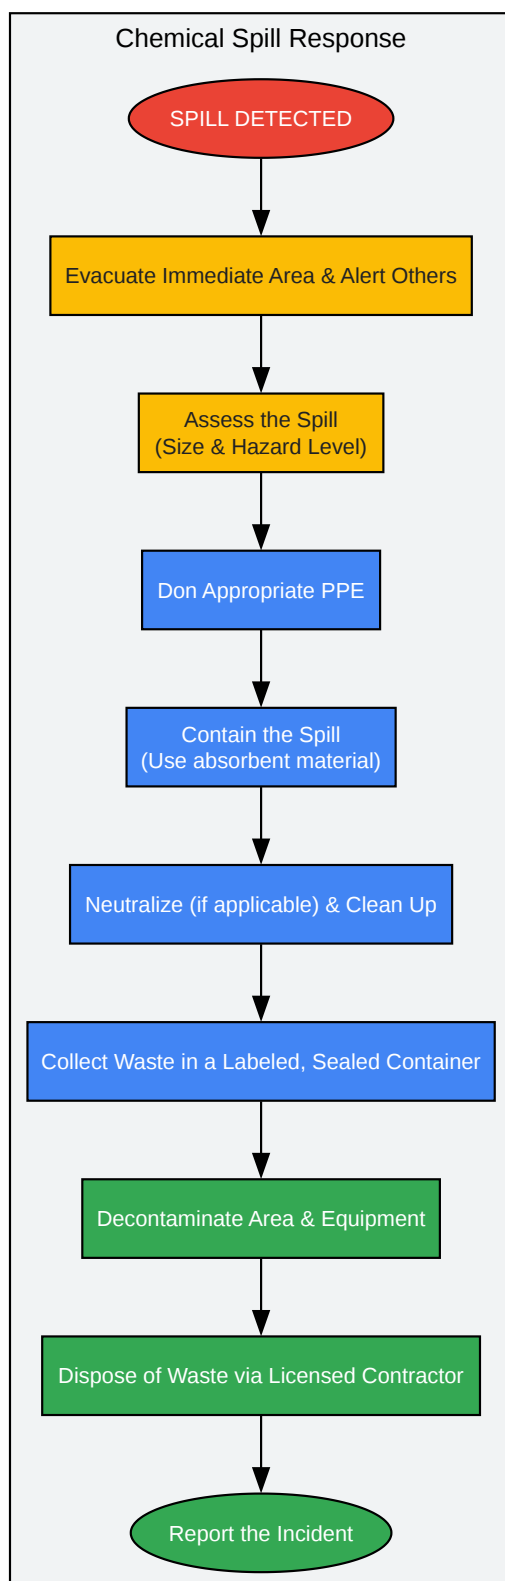 Chemical Spill Response
SPILL DETECTED
Evacuate Immediate Area & Alert Others
Assess the Spill
(Size & Hazard Level)
Don Appropriate PPE
Contain the Spill
(Use absorbent material)
Neutralize (if applicable) & Clean Up
Collect Waste in a Labeled, Sealed Container
Decontaminate Area & Equipment
Dispose of Waste via Licensed Contractor
Report the Incident